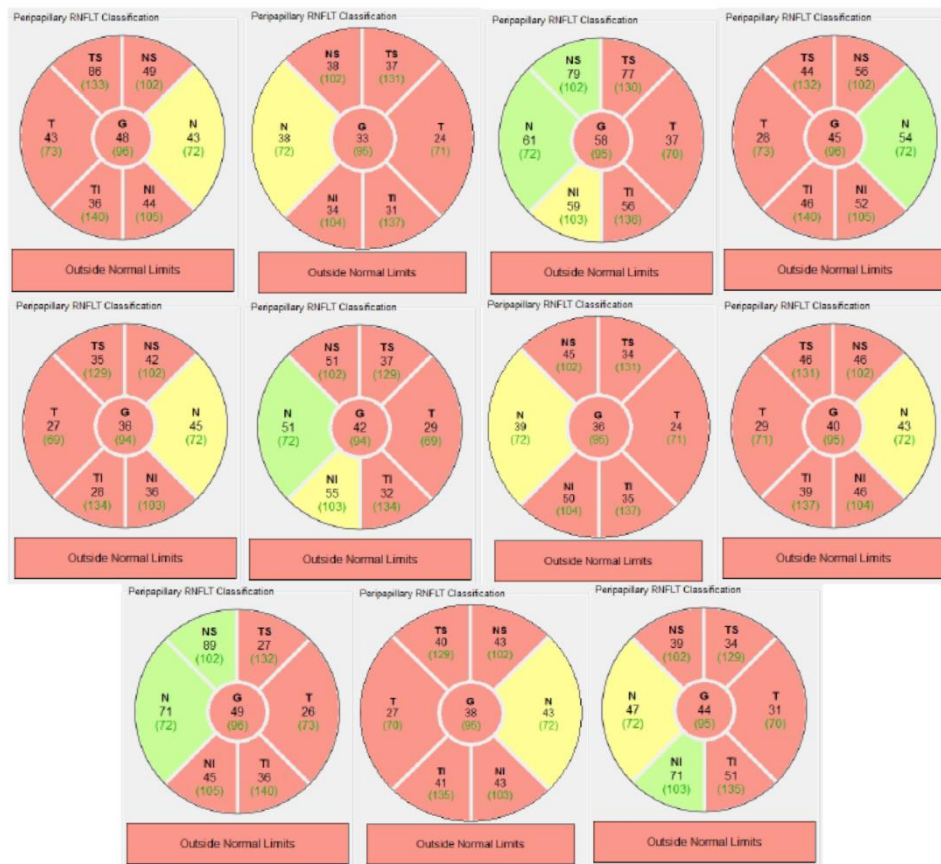 Peripapillary RNFLT Classification
TS
86
(133)
NS
49
(102)
T
43
(73)
G
48
(96)
N
43
(72)
TI
36
(140)
NI
44
(105)
Outside Normal Limits
Peripapillary RNFLT Classification
NS
38
(102)
TS
37
(131)
N
38
(72)
G
33
(95)
T
24
(71)
NI
34
(104)
TI
31
(137)
Outside Normal Limits
Peripapillary RNFLT Classification
NS
79
(102)
TS
77
(130)
N
61
(72)
G
58
(95)
T
37
(70)
NI
59
(103)
TI
56
(136)
Outside Normal Limits
Peripapillary RNFLT Classification
TS
44
(132)
NS
56
(102)
T
28
(73)
G
45
(96)
N
54
(72)
TI
46
(140)
NI
52
(105)
Outside Normal Limits
Peripapillary RNFLT Classification
TS
35
(129)
NS
42
(102)
T
27
(69)
G
36
(94)
N
45
(72)
TI
28
(134)
NI
36
(103)
Outside Normal Limits
Peripapillary RNFLT Classification
NS
51
(102)
TS
37
(129)
N
51
(72)
G
42
(94)
T
29
(69)
NI
55
(103)
TI
32
(134)
Outside Normal Limits
Peripapillary RNFLT Classification
NS
45
(102)
TS
34
(131)
N
39
(72)
G
36
(95)
T
24
(71)
NI
50
(104)
TI
35
(137)
Outside Normal Limits
Peripapillary RNFLT Classification
TS
46
(131)
NS
46
(102)
T
29
(71)
G
40
(95)
N
43
(72)
TI
39
(137)
NI
46
(104)
Outside Normal Limits
Peripapillary RNFLT Classification
NS
89
(102)
TS
27
(132)
N
71
(72)
G
49
(96)
T
26
(73)
NI
45
(105)
TI
36
(140)
Outside Normal Limits
Peripapillary RNFLT Classification
TS
40
(129)
NS
43
(102)
T
27
(70)
G
38
(95)
N
43
(72)
TI
41
(135)
NI
43
(103)
Outside Normal Limits
Peripapillary RNFLT Classification
NS
39
(102)
TS
34
(129)
N
47
(72)
G
44
(95)
T
31
(70)
NI
71
(103)
TI
51
(135)
Outside Normal Limits